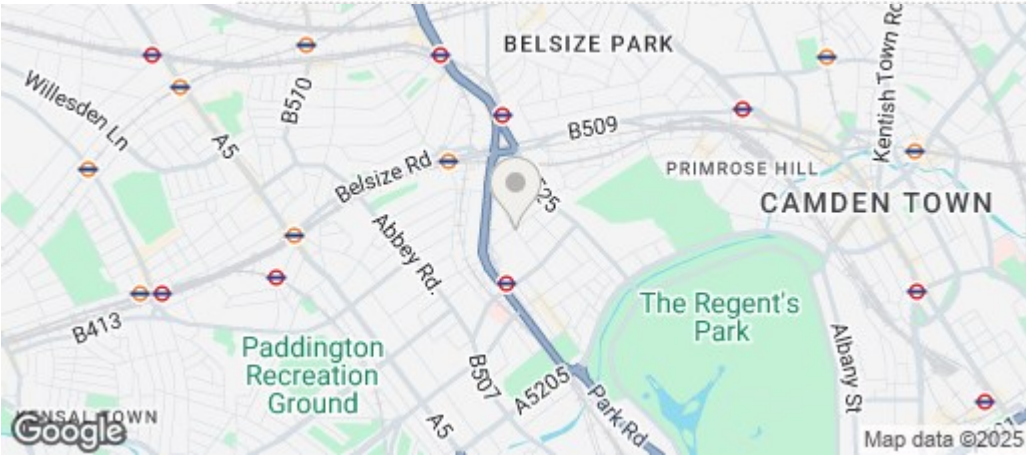 BELSIZE PARK
Willesden Ln
B570
A5
B509
Kentish Town Rd
Belsize Rd
PRIMROSE HILL
CAMDEN TOWN
Abbey Rd.
The Regent's
Park
B413
Paddington
Recreation
Ground
B507
A5205
Park Rd
Albany St
A5
TOWN
Google
Map data ©2025